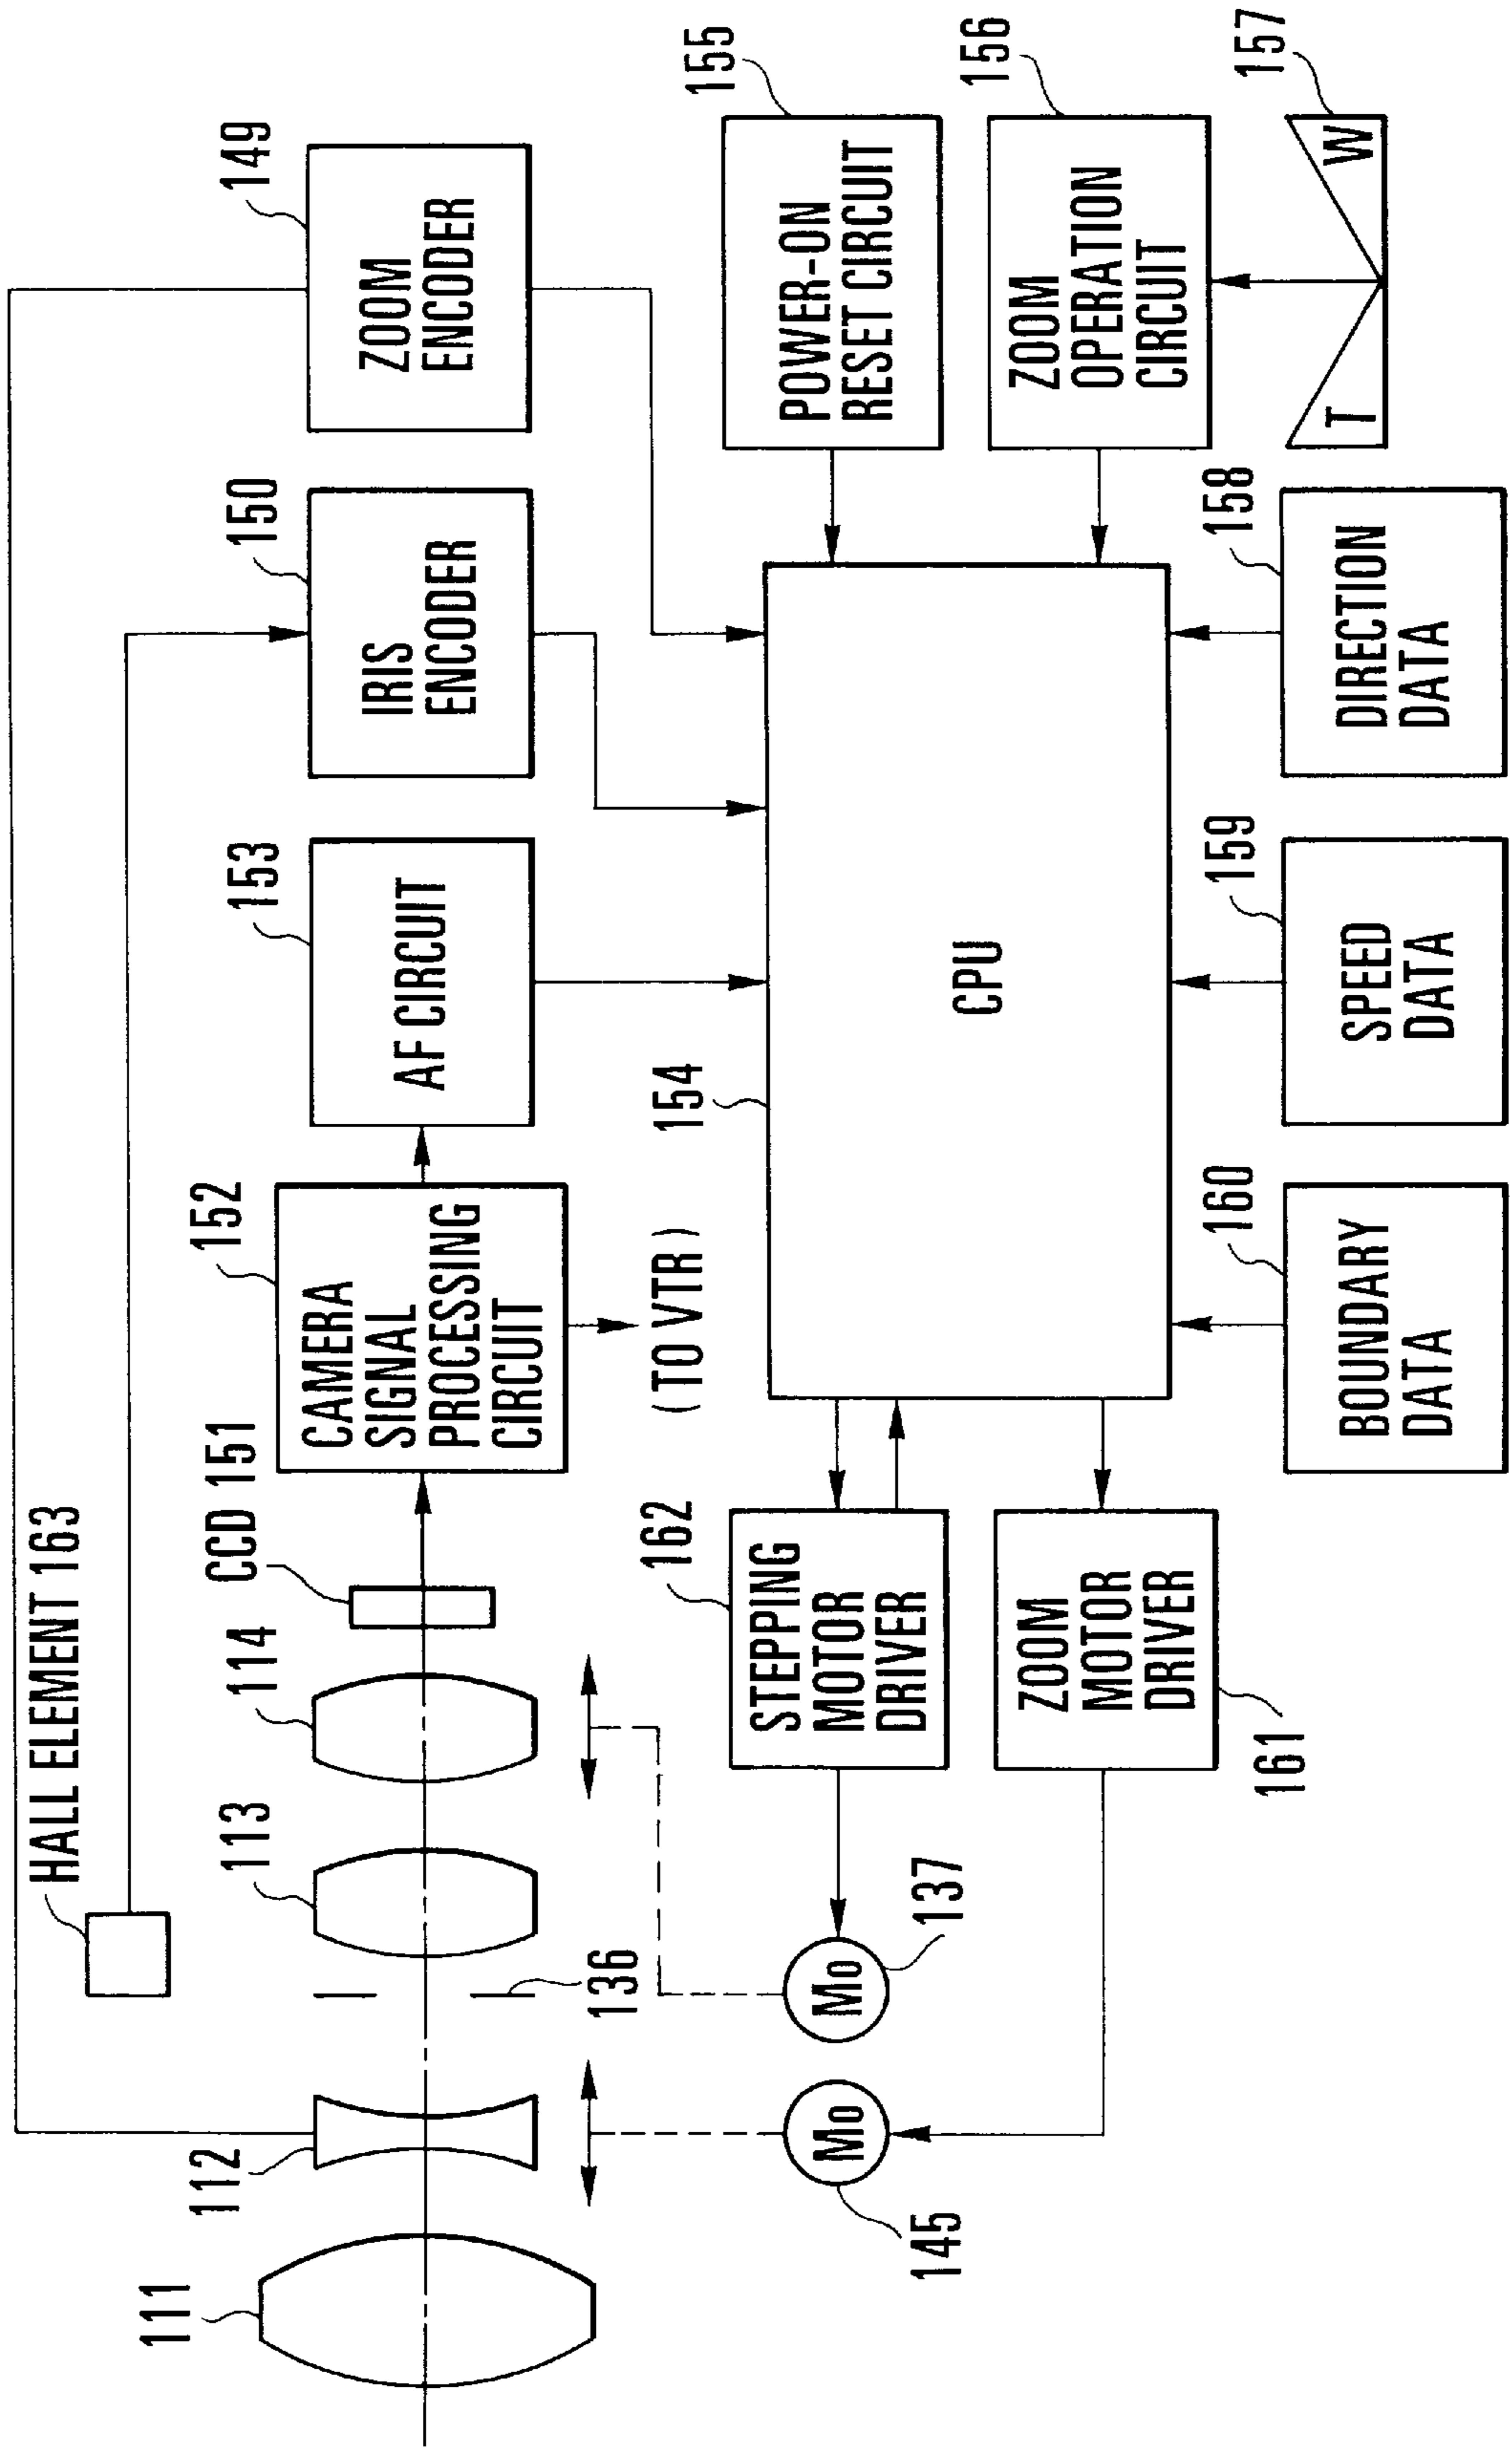 HALL ELEMENT 163
111
112
113
114
CCD 151
152
153
150
149
CAMERA
SIGNAL
PROCESSING
CIRCUIT
AF CIRCUIT
IRIS
ENCODER
ZOOM
ENCODER
136
(TO VTR)
154
162
155
145
137
Mo
Mo
STEPPING
MOTOR
DRIVER
CPU
POWER-ON
RESET CIRCUIT
156
ZOOM
MOTOR
DRIVER
ZOOM
OPERATION
CIRCUIT
161
160
159
158
157
BOUNDARY
DATA
SPEED
DATA
DIRECTION
DATA
T
W